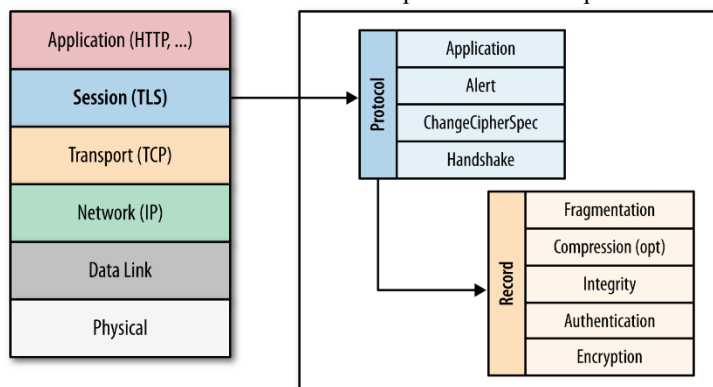 Application (HTTP, ...)
Session (TLS)
Transport (TCP)
Network (IP)
Data Link
Physical
Protocol
Application
Alert
ChangeCipherSpec
Handshake
Record
Fragmentation
Compression (opt)
Integrity
Authentication
Encryption